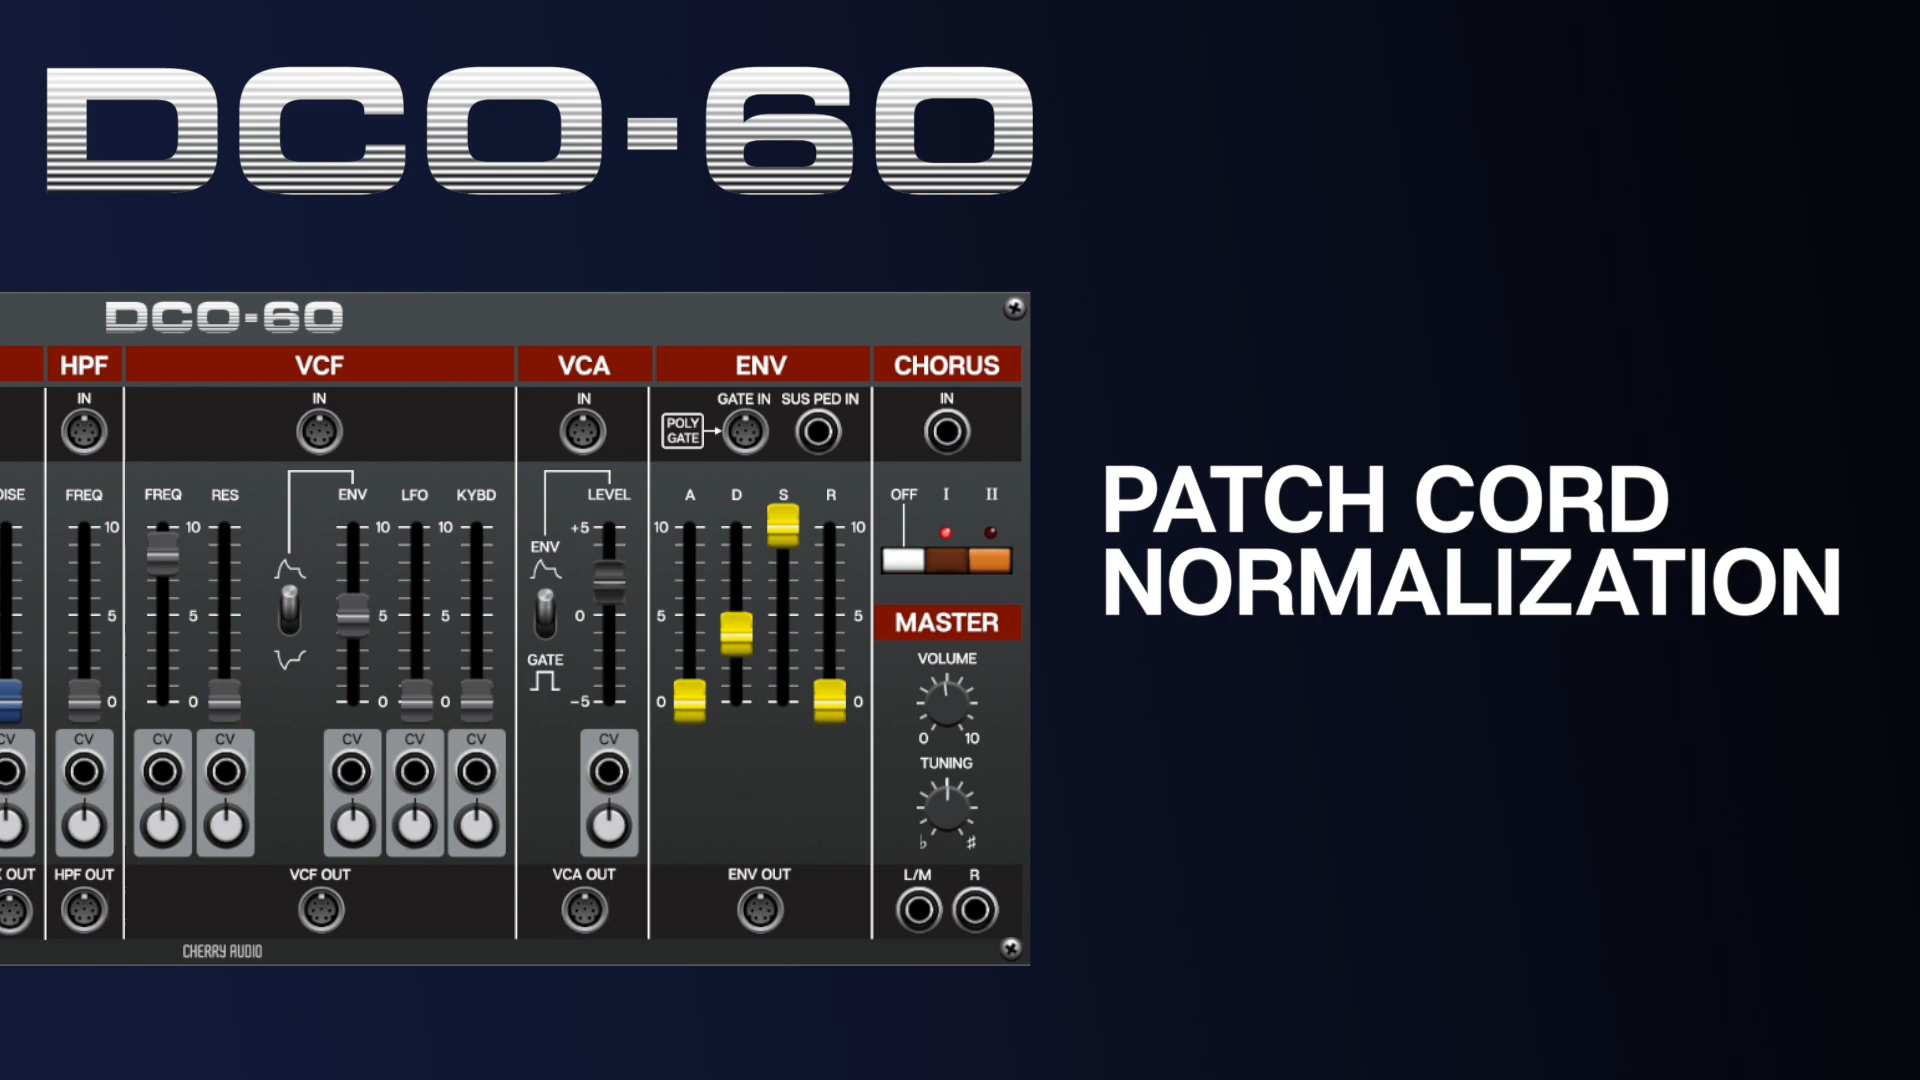 DCO-60
DCO-60
HPF VCF VCA ENV CHORUS
IN IN IN GATE IN SUS PED IN IN
POLY
GATE
FREQ FREQ RES ENV LFO KYBD LEVEL A D S R OFF I II
10 10 10 10 +5 10 10
ENV
5 5 5 5 0 5 5
MASTER
GATE VOLUME
0 0 0 0 -5 0 0
0 10
CV CV CV CV CV CV CV CV
TUNING
♭ ♯
OUT HPF OUT VCF OUT VCA OUT ENV OUT L/M R
CHERRY AUDIO
PATCH CORD
NORMALIZATION